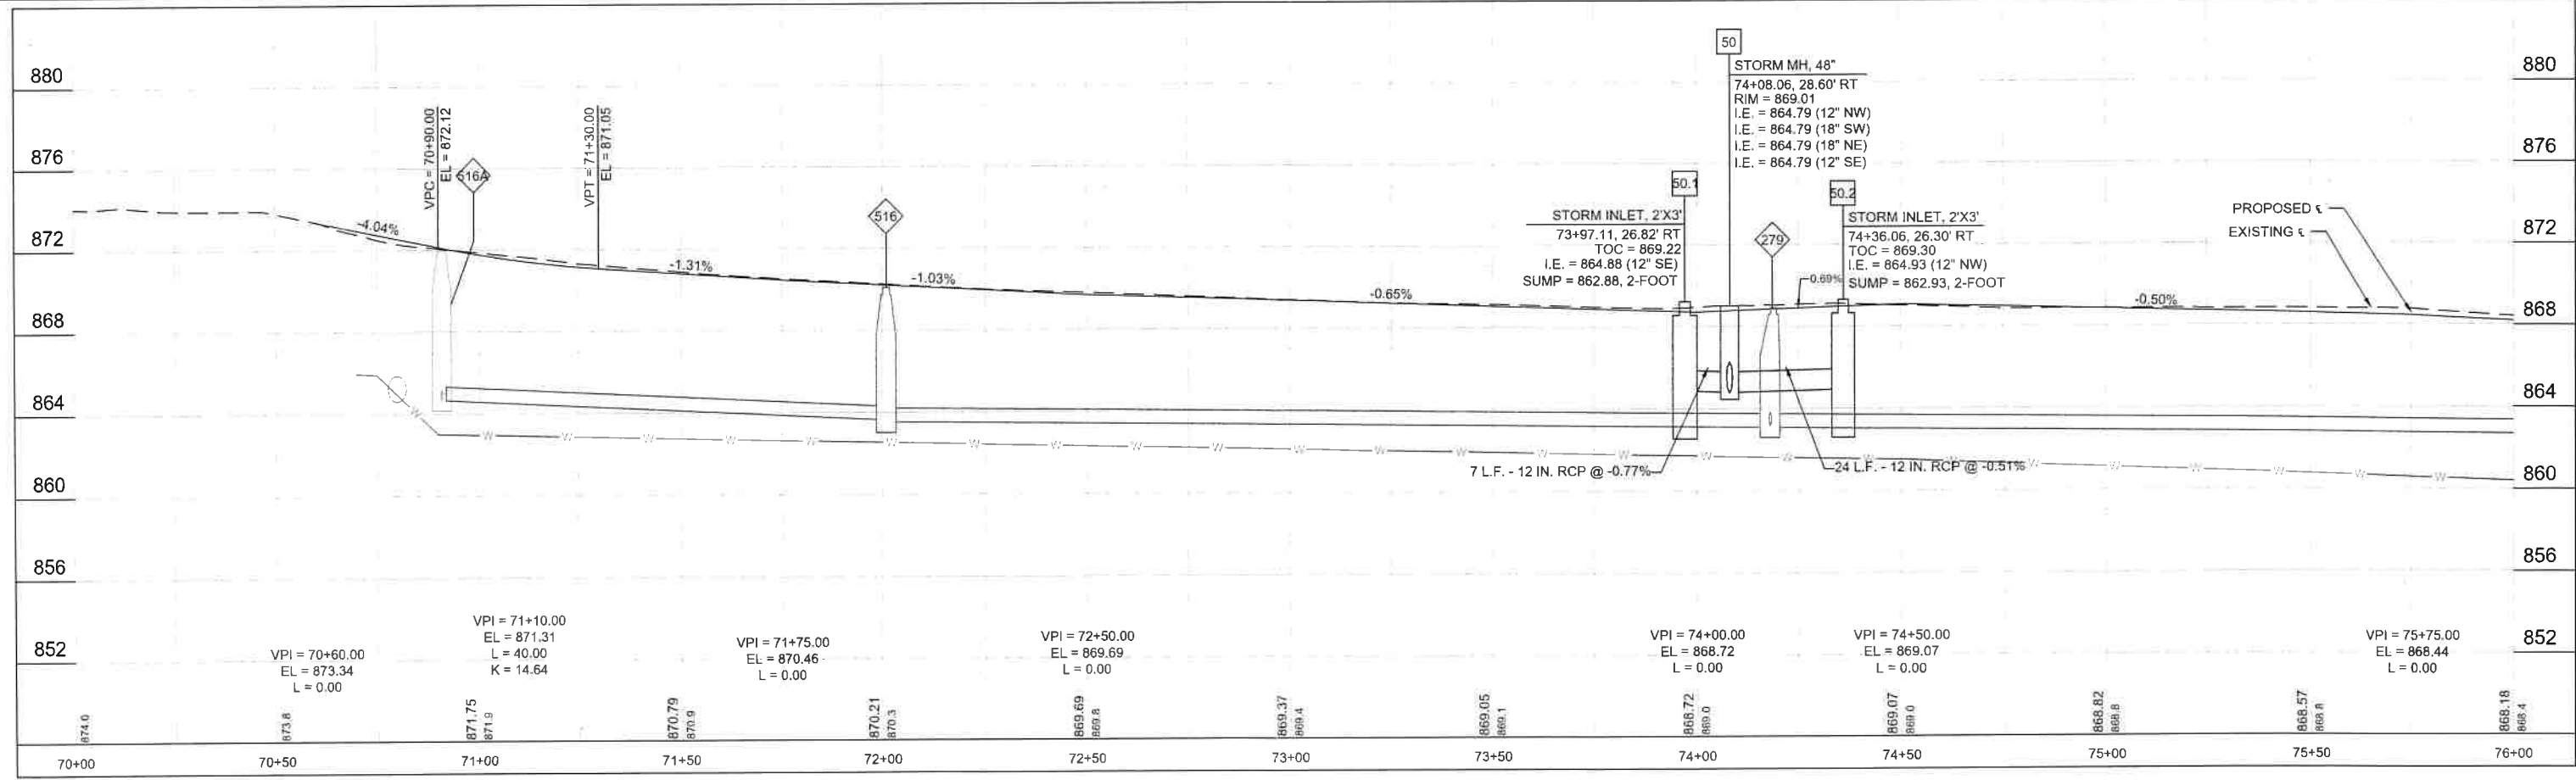 880
876
872
868
864
860
856
852
880
876
872
868
864
860
856
852
VPC = 70+90.00
EL = 872.12
516A
VPT = 71+30.00
EL = 871.05
516
-4.04%
-1.31%
-1.03%
-0.65%
50
STORM MH, 48"
74+08.06, 28.60' RT
RIM = 869.01
I.E. = 864.79 (12" NW)
I.E. = 864.79 (18" SW)
I.E. = 864.79 (18" NE)
I.E. = 864.79 (12" SE)
50.1
STORM INLET, 2'X3'
73+97.11, 26.82' RT
TOC = 869.22
I.E. = 864.88 (12" SE)
SUMP = 862.88, 2-FOOT
279
50.2
STORM INLET, 2'X3'
74+36.06, 26.30' RT
TOC = 869.30
I.E. = 864.93 (12" NW)
SUMP = 862.93, 2-FOOT
-0.69%
-0.50%
PROPOSED ℄
EXISTING ℄
W W W W W W W W W W W W W W W W W W W W W W W W W W
7 L.F. - 12 IN. RCP @ -0.77%
24 L.F. - 12 IN. RCP @ -0.51%
VPI = 70+60.00
EL = 873.34
L = 0.00
VPI = 71+10.00
EL = 871.31
L = 40.00
K = 14.64
VPI = 71+75.00
EL = 870.46
L = 0.00
VPI = 72+50.00
EL = 869.69
L = 0.00
VPI = 74+00.00
EL = 868.72
L = 0.00
VPI = 74+50.00
EL = 869.07
L = 0.00
VPI = 75+75.00
EL = 868.44
L = 0.00
874.0
873.8
871.75
871.9
870.79
870.9
870.21
870.3
869.69
869.8
869.37
869.4
869.05
869.1
868.72
869.0
869.07
869.0
868.82
868.8
868.57
868.8
868.18
868.4
70+00
70+50
71+00
71+50
72+00
72+50
73+00
73+50
74+00
74+50
75+00
75+50
76+00